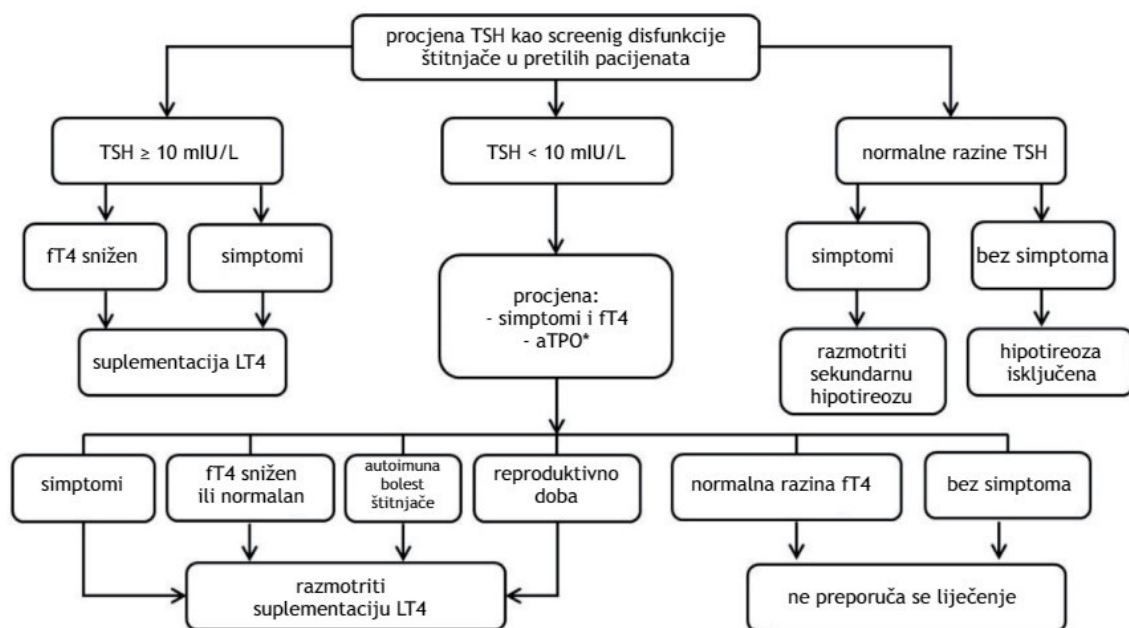 procjena TSH kao screenig disfunkcije
štitnjače u pretilih pacijenata
TSH ≥ 10 mIU/L
TSH < 10 mIU/L
normalne razine TSH
fT4 snižen
simptomi
simptomi
bez simptoma
procjena:
- simptomi i fT4
- aTPO*
suplementacija LT4
razmotriti
sekundarnu
hipotireozu
hipotireoza
isključena
simptomi
fT4 snižen
ili normalan
autoimuna
bolest
štitnjače
reproduktivno
doba
normalna razina fT4
bez simptoma
razmotriti
suplementaciju LT4
ne preporuča se liječenje